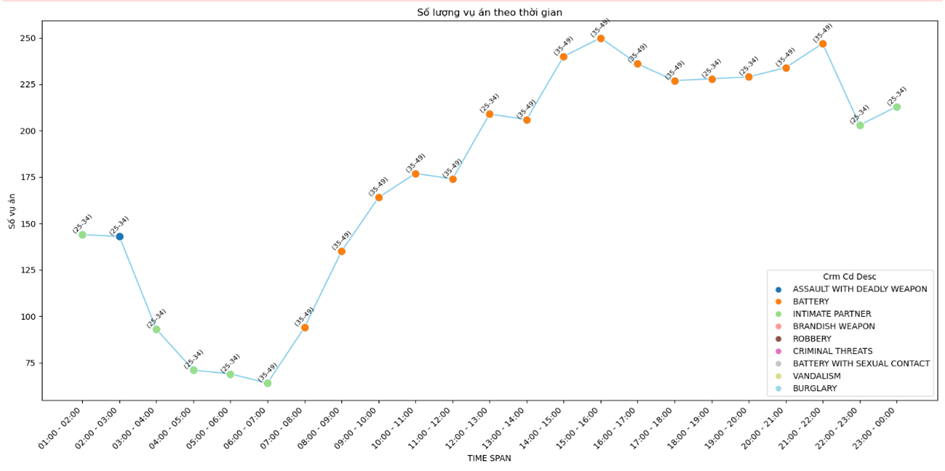 Số lượng vụ án theo thời gian
250
225
200
175
150
125
100
75
Số vụ án
(25-34)
(25-34)
(25-34)
(25-34)
(25-34)
(35-49)
(35-49)
(35-49)
(35-49)
(35-49)
(35-49)
(25-34)
(35-49)
(35-49)
(35-49)
(35-49)
(35-49)
(25-34)
(25-34)
(35-49)
(35-49)
(25-34)
(25-34)
Crm Cd Desc
ASSAULT WITH DEADLY WEAPON
BATTERY
INTIMATE PARTNER
BRANDISH WEAPON
ROBBERY
CRIMINAL THREATS
BATTERY WITH SEXUAL CONTACT
VANDALISM
BURGLARY
01:00 - 02:00
02:00 - 03:00
03:00 - 04:00
04:00 - 05:00
05:00 - 06:00
06:00 - 07:00
07:00 - 08:00
08:00 - 09:00
09:00 - 10:00
10:00 - 11:00
11:00 - 12:00
12:00 - 13:00
13:00 - 14:00
14:00 - 15:00
15:00 - 16:00
16:00 - 17:00
17:00 - 18:00
18:00 - 19:00
19:00 - 20:00
20:00 - 21:00
21:00 - 22:00
22:00 - 23:00
23:00 - 00:00
TIME SPAN